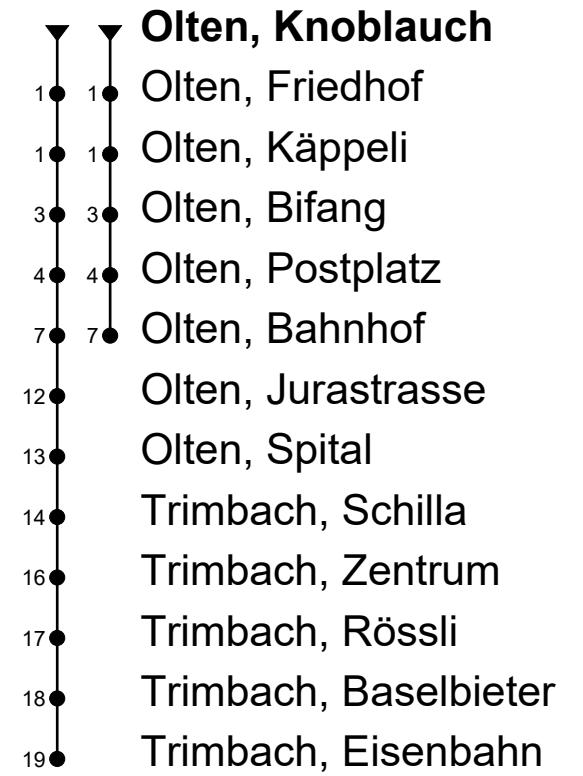 Olten, Knoblauch
1 1 Olten, Friedhof
1 1 Olten, Käppeli
3 3 Olten, Bifang
4 4 Olten, Postplatz
7 7 Olten, Bahnhof
12 Olten, Jurastrasse
13 Olten, Spital
14 Trimbach, Schilla
16 Trimbach, Zentrum
17 Trimbach, Rössli
18 Trimbach, Baselbieter
19 Trimbach, Eisenbahn